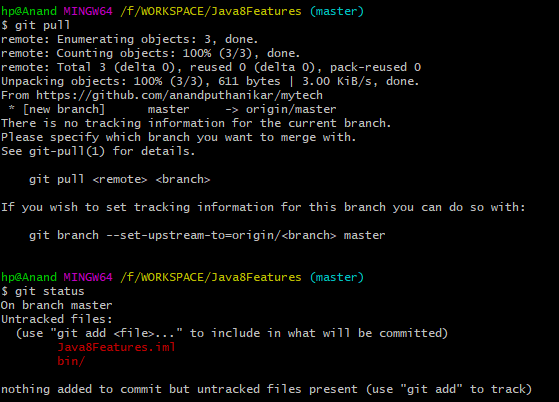 hp@Anand MINGW64 /f/WORKSPACE/Java8Features (master)
$ git pull
remote: Enumerating objects: 3, done.
remote: Counting objects: 100% (3/3), done.
remote: Total 3 (delta 0), reused 0 (delta 0), pack-reused 0
Unpacking objects: 100% (3/3), 611 bytes | 3.00 KiB/s, done.
From https://github.com/anandputhanikar/mytech
 * [new branch]      master     -> origin/master
There is no tracking information for the current branch.
Please specify which branch you want to merge with.
See git-pull(1) for details.

    git pull <remote> <branch>

If you wish to set tracking information for this branch you can do so with:

    git branch --set-upstream-to=origin/<branch> master

hp@Anand MINGW64 /f/WORKSPACE/Java8Features (master)
$ git status
On branch master
Untracked files:
  (use "git add <file>..." to include in what will be committed)
        Java8Features.iml
        bin/

nothing added to commit but untracked files present (use "git add" to track)